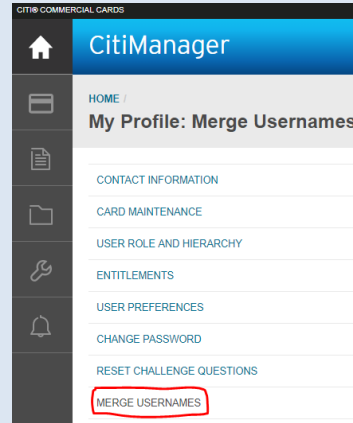 CITI® COMMERCIAL CARDS
CitiManager
HOME /
My Profile: Merge Usernames
CONTACT INFORMATION
CARD MAINTENANCE
USER ROLE AND HIERARCHY
ENTITLEMENTS
USER PREFERENCES
CHANGE PASSWORD
RESET CHALLENGE QUESTIONS
MERGE USERNAMES